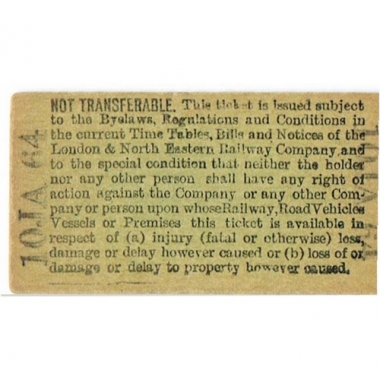 NOT TRANSFERABLE. This ticket is issued subject
to the Byelaws, Regulations and Conditions in
the current Time Tables, Bills and Notices of the
London & North Eastern Railway Company and
to the special condition that neither the holder
nor any other person shall have any right of
action against the Company or any other Com-
pany or person upon whose Railway, Road Vehicles
Vessels or Premises this ticket is available in
respect of (a) injury (fatal or otherwise) loss,
damage or delay however caused or (b) loss of or
damage or delay to property however caused.
10 JA 64